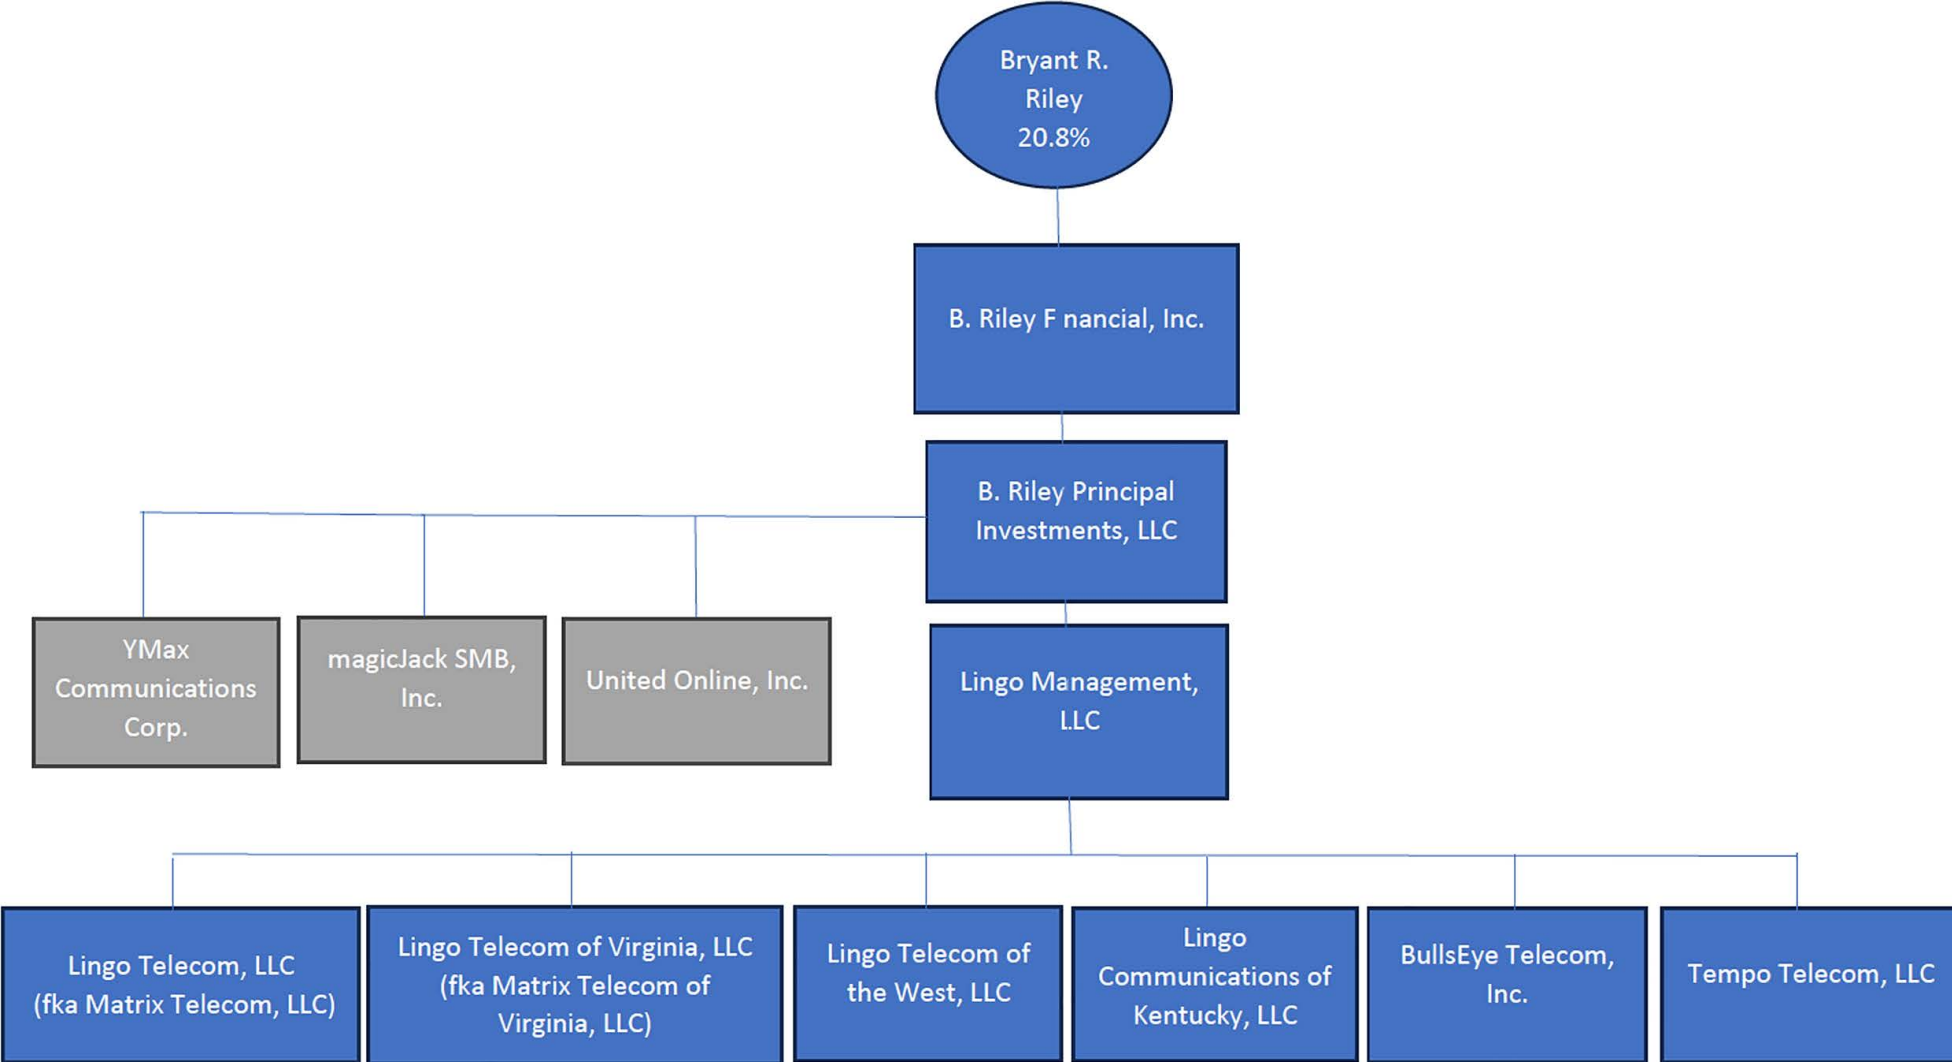 Bryant R.
Riley
20.8%
B. Riley F nancial, Inc.
B. Riley Principal
Investments, LLC
YMax
Communications
Corp.
magicJack SMB,
Inc.
United Online, Inc.
Lingo Management,
LLC
Lingo Telecom, LLC
(fka Matrix Telecom, LLC)
Lingo Telecom of Virginia, LLC
(fka Matrix Telecom of
Virginia, LLC)
Lingo Telecom of
the West, LLC
Lingo
Communications of
Kentucky, LLC
BullsEye Telecom,
Inc.
Tempo Telecom, LLC